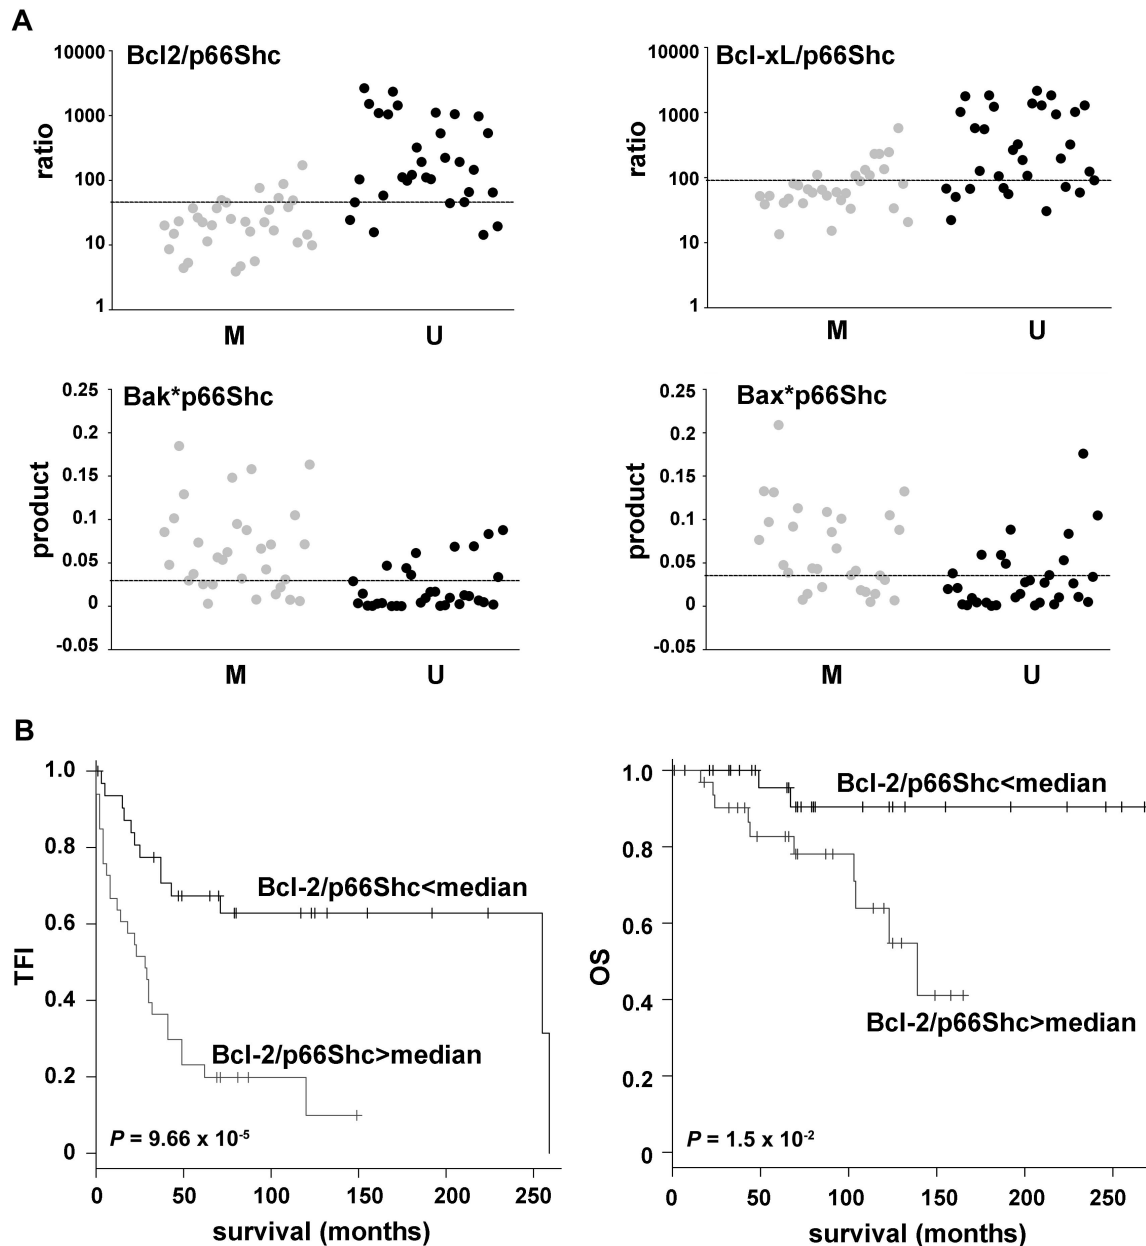 A
Bcl2/p66Shc
10000
1000
100
10
1
ratio
M
U
Bcl-xL/p66Shc
10000
1000
100
10
1
ratio
M
U
Bak*p66Shc
0.25
0.2
0.15
0.1
0.05
0
-0.05
product
M
U
Bax*p66Shc
0.25
0.2
0.15
0.1
0.05
0
-0.05
product
M
U
B
1.0
0.8
0.6
0.4
0.2
0
TFI
Bcl-2/p66Shc<median
Bcl-2/p66Shc>median
P = 9.66 x 10-5
0 50 100 150 200 250
survival (months)
1.0
0.8
0.6
0.4
0.2
0
OS
Bcl-2/p66Shc<median
Bcl-2/p66Shc>median
P = 1.5 x 10-2
0 50 100 150 200 250
survival (months)